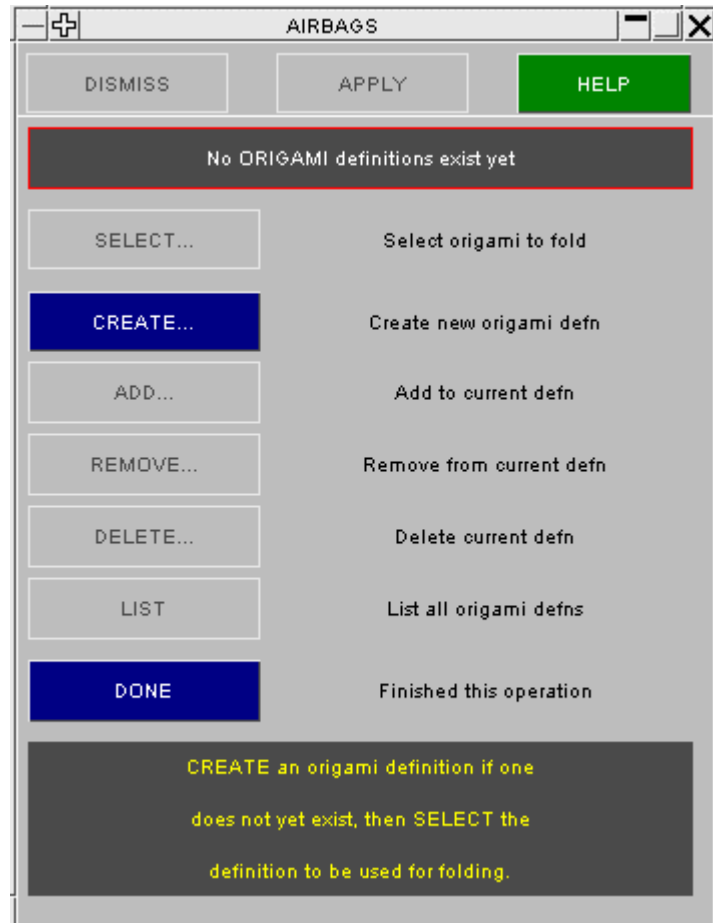 AIRBAGS
DISMISS APPLY HELP
No ORIGAMI definitions exist yet
SELECT... Select origami to fold
CREATE... Create new origami defn
ADD... Add to current defn
REMOVE... Remove from current defn
DELETE... Delete current defn
LIST List all origami defns
DONE Finished this operation
CREATE an origami definition if one
does not yet exist, then SELECT the
definition to be used for folding.